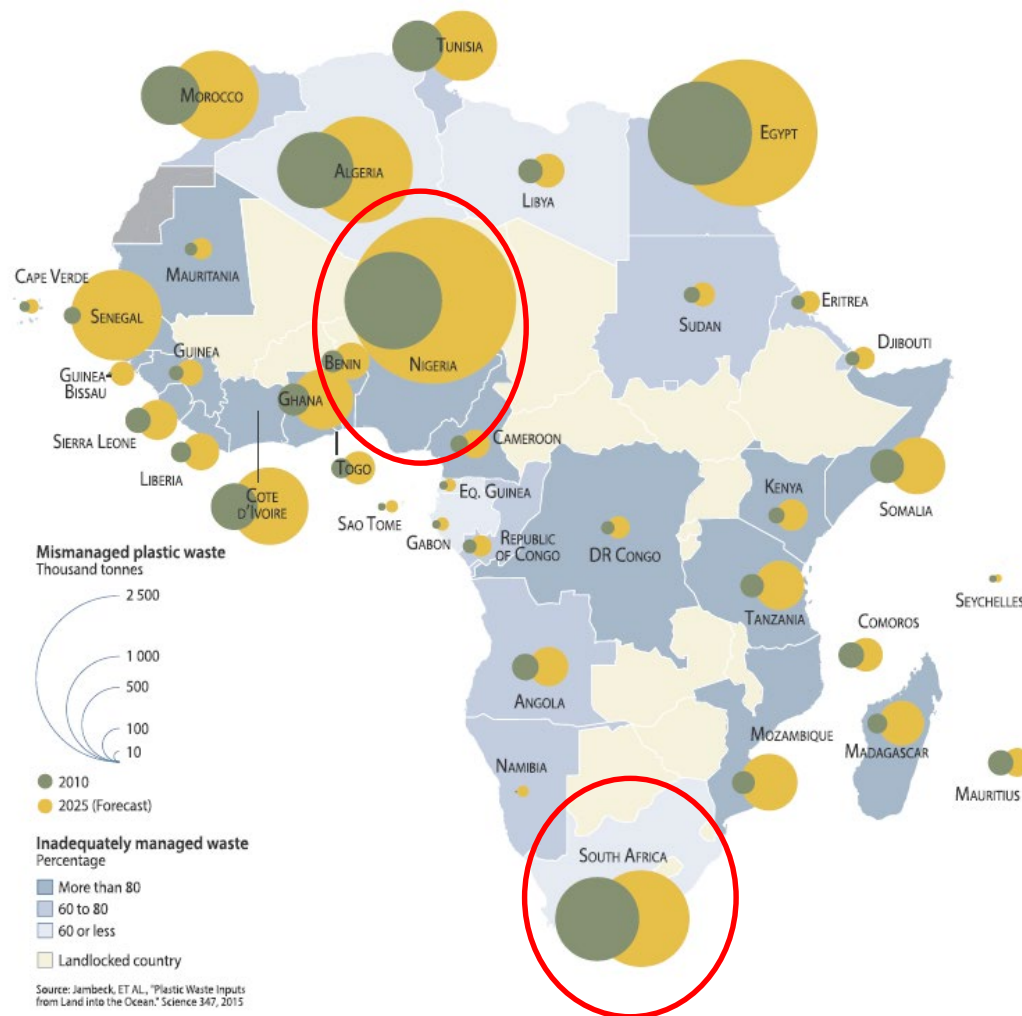 TUNISIA
MOROCCO
EGYPT
ALGERIA
LIBYA
MAURITANIA
CAPE VERDE
SENEGAL
SUDAN
ERITREA
DJIBOUTI
GUINEA
BENIN
NIGERIA
GUINEA-
BISSAU
GHANA
SIERRA LEONE
CAMEROON
LIBERIA
TOGO
KENYA
COTE
D'IVOIRE
EQ. GUINEA
SOMALIA
SAO TOME
GABON
REPUBLIC
OF CONGO
DR CONGO
SEYCHELLES
TANZANIA
COMOROS
ANGOLA
MOZAMBIQUE
MADAGASCAR
NAMIBIA
MAURITIUS
SOUTH AFRICA
Mismanaged plastic waste
Thousand tonnes
2 500
1 000
500
100
10
2010
2025 (Forecast)
Inadequately managed waste
Percentage
More than 80
60 to 80
60 or less
Landlocked country
Source: Jambeck, ET AL., "Plastic Waste Inputs
from Land into the Ocean." Science 347, 2015